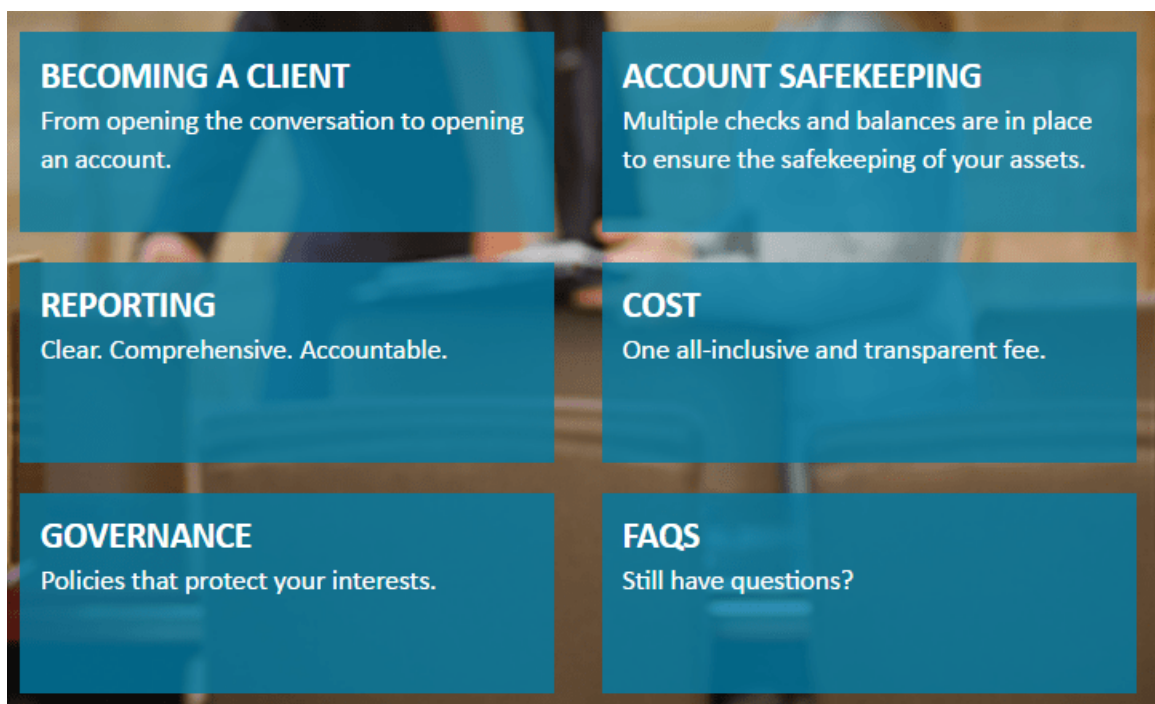 BECOMING A CLIENT
From opening the conversation to opening
an account.
ACCOUNT SAFEKEEPING
Multiple checks and balances are in place
to ensure the safekeeping of your assets.
REPORTING
Clear. Comprehensive. Accountable.
COST
One all-inclusive and transparent fee.
GOVERNANCE
Policies that protect your interests.
FAQS
Still have questions?